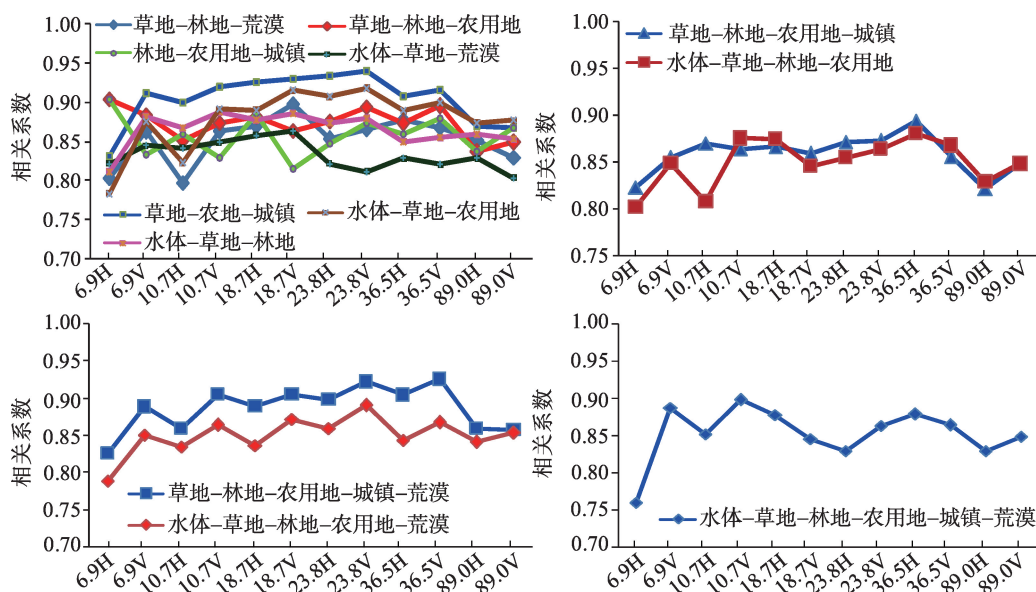 1.00
0.95
0.90
0.85
0.80
0.75
0.70
相关系数
草地–林地–荒漠
草地–林地–农用地
林地–农用地–城镇
水体–草地–荒漠
草地–农地–城镇
水体–草地–农用地
水体–草地–林地
6.9H
6.9V
10.7H
10.7V
18.7H
18.7V
23.8H
23.8V
36.5H
36.5V
89.0H
89.0V
1.00
0.95
0.90
0.85
0.80
0.75
相关系数
草地–林地–农用地–城镇
水体–草地–林地–农用地
6.9H
6.9V
10.7H
10.7V
18.7H
18.7V
23.8H
23.8V
36.5H
36.5V
89.0H
89.0V
1.00
0.95
0.90
0.85
0.80
0.75
0.70
相关系数
草地–林地–农用地–城镇–荒漠
水体–草地–林地–农用地–荒漠
6.9H
6.9V
10.7H
10.7V
18.7H
18.7V
23.8H
23.8V
36.5H
36.5V
89.0H
89.0V
1.00
0.95
0.90
0.85
0.80
0.75
0.70
相关系数
水体–草地–林地–农用地–城镇–荒漠
6.9H
6.9V
10.7H
10.7V
18.7H
18.7V
23.8H
23.8V
36.5H
36.5V
89.0H
89.0V